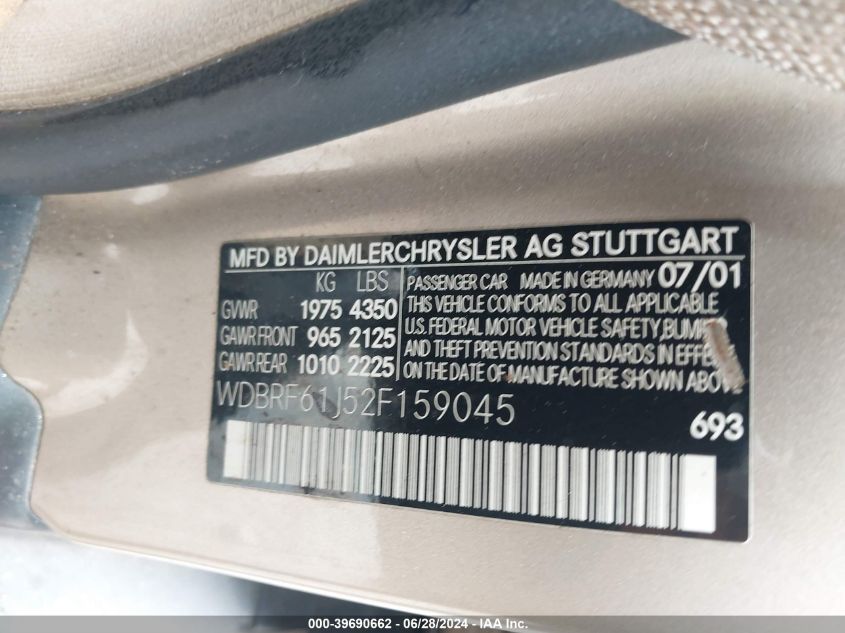 MFD BY DAIMLERCHRYSLER AG STUTTGART
KG LBS
GVWR 1975 4350
GAWR FRONT 965 2125
GAWR REAR 1010 2225
PASSENGER CAR MADE IN GERMANY 07/01
THIS VEHICLE CONFORMS TO ALL APPLICABLE
U.S. FEDERAL MOTOR VEHICLE SAFETY,
AND THEFT PREVENTION STANDARDS IN
ON THE DATE OF MANUFACTURE SHOWN ABOVE
WDBRF61J52F159045
693
000-39690662 - 06/28/2024 - IAA Inc.